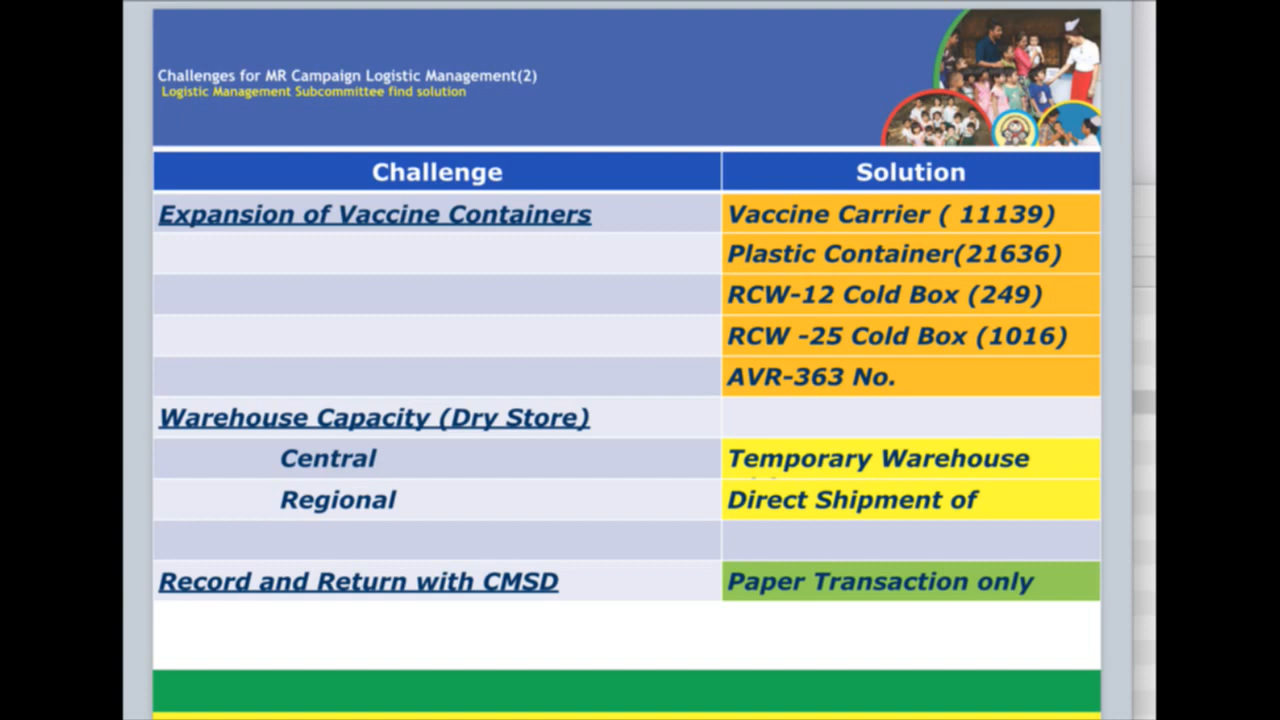 Challenges for MR Campaign Logistic Management(2)
Logistic Management Subcommittee find solution
Challenge Solution
Expansion of Vaccine Containers Vaccine Carrier ( 11139)
Plastic Container(21636)
RCW-12 Cold Box (249)
RCW -25 Cold Box (1016)
AVR-363 No.
Warehouse Capacity (Dry Store)
Central Temporary Warehouse
Regional Direct Shipment of
Record and Return with CMSD Paper Transaction only